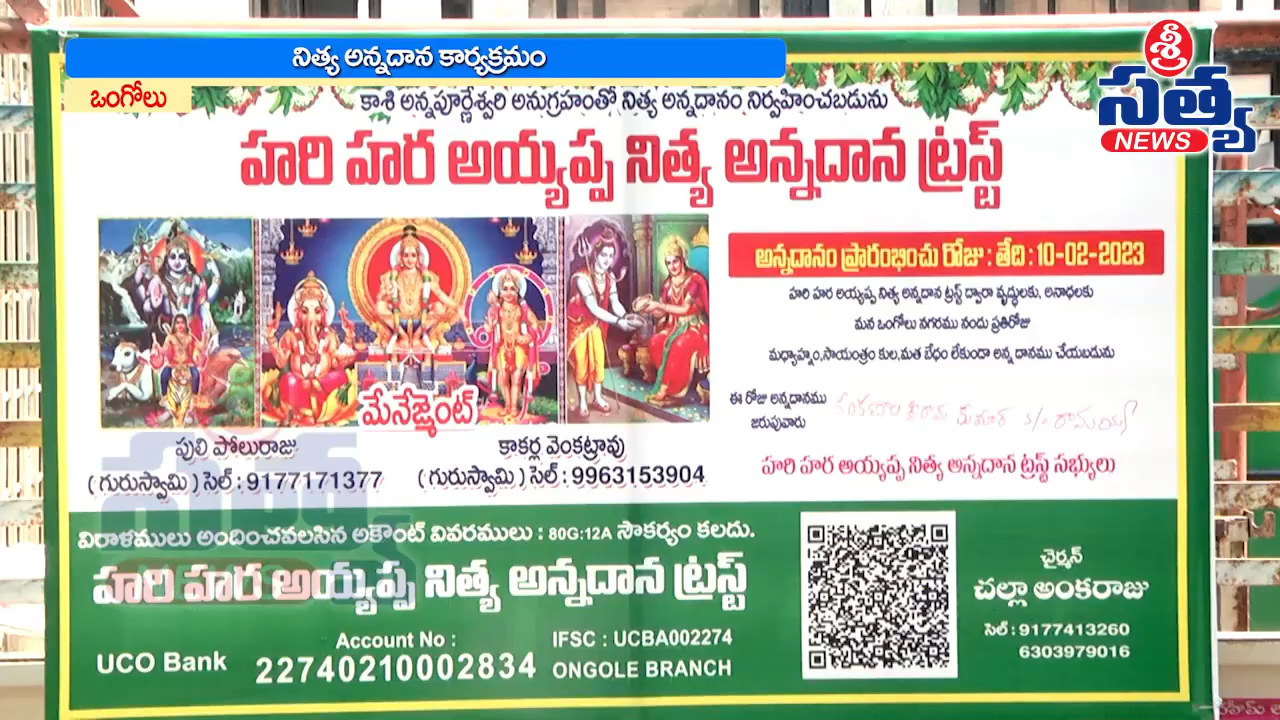 నిత్య అన్నదాన కార్యక్రమం
ఒంగోలు
శ్రీ
సత్య
NEWS
కాశి అన్నపూర్ణేశ్వరి అనుగ్రహంతో నిత్య అన్నదానం నిర్వహించబడును
హరి హర అయ్యప్ప నిత్య అన్నదాన ట్రస్ట్
అన్నదానం ప్రారంభించు రోజు : తేది : 10-02-2023
హరి హర అయ్యప్ప నిత్య అన్నదాన ట్రస్ట్ ద్వారా వృద్ధులకు, అనాధలకు
మన ఒంగోలు నగరము నందు ప్రతిరోజు
మధ్యాహ్నం,సాయంత్రం కుల,మత బేధం లేకుండా అన్న దానము చేయబడును
ఈ రోజు అన్నదానము
జరుపువారు
కుమార s/o రామయ్య
హరి హర అయ్యప్ప నిత్య అన్నదాన ట్రస్ట్ సభ్యులు
మేనేజ్మెంట్
పులి పోలురాజు
(గురుస్వామి) సెల్ : 9177171377
కాకర్ల వెంకట్రావు
(గురుస్వామి) సెల్ : 9963153904
విరాళములు అందించవలసిన అకౌంట్ వివరములు : 80G:12A సౌకర్యం కలదు.
హరి హర అయ్యప్ప నిత్య అన్నదాన ట్రస్ట్
UCO Bank
Account No :
22740210002834
IFSC : UCBA002274
ONGOLE BRANCH
చైర్మన్
చల్లా అంకరాజు
సెల్ : 9177413260
6303979016